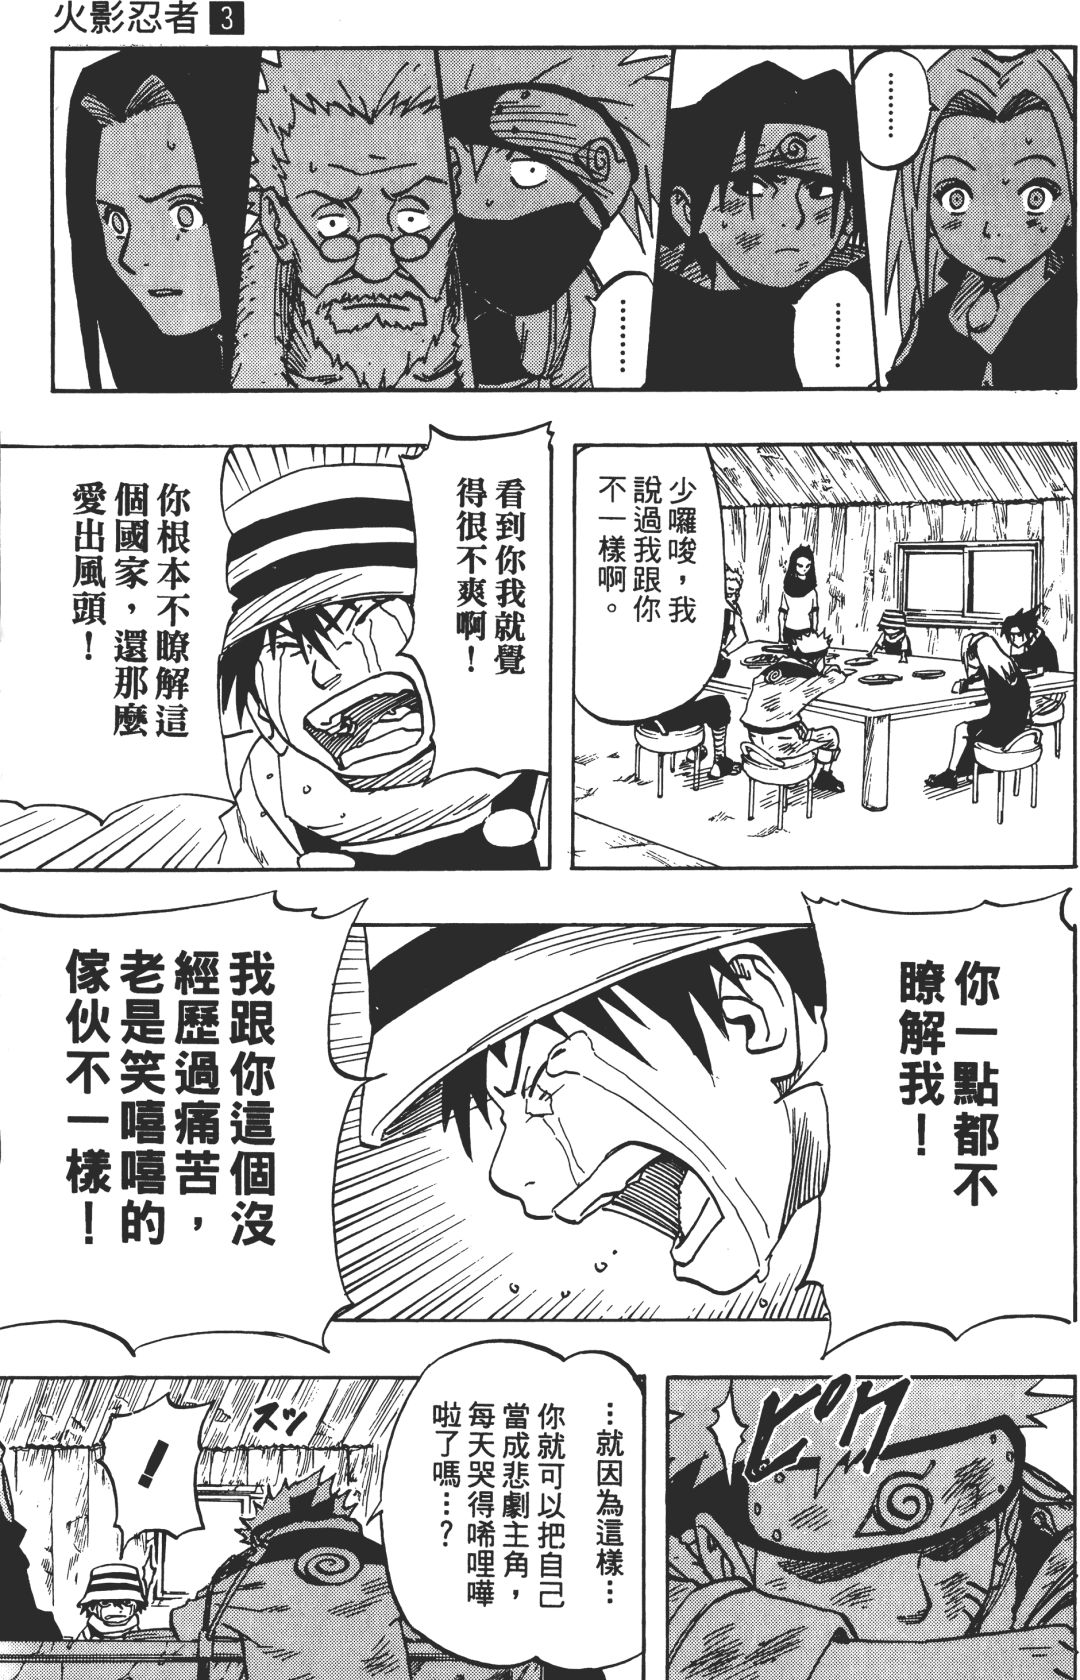 火影忍者 3
…………
…………
…………
少囉唆，我
說過我跟你
不一樣啊。
看到你我就覺
得很不爽啊！
你根本不瞭解這
個國家，還那麼
愛出風頭！
你一點都不
瞭解我！
我跟你這個沒
經歷過痛苦，
老是笑嘻嘻的
傢伙不一樣！
ピク
…就因為這樣…
你就可以把自己
當成悲劇主角，
每天哭得唏哩嘩
啦了嗎…？
スッ
！